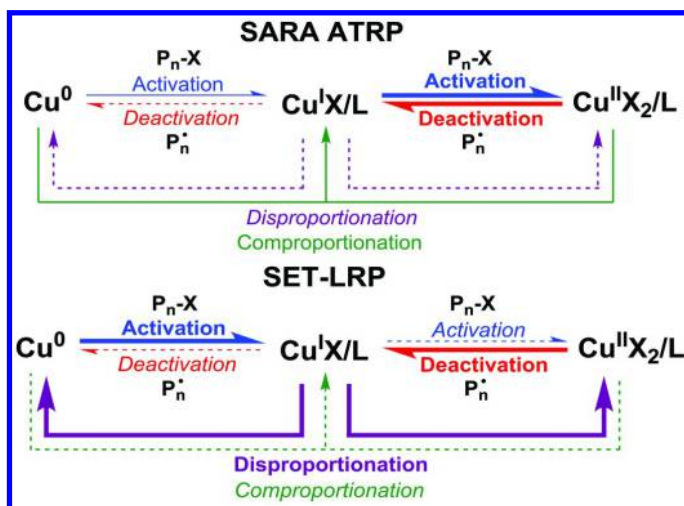 SARA ATRP
Pₙ-X Pₙ-X
Activation Activation
Cu⁰ CuᴵX/L CuᴵᴵX₂/L
Deactivation Deactivation
Pₙ• Pₙ•
Disproportionation
Comproportionation
SET-LRP
Pₙ-X Pₙ-X
Activation Activation
Cu⁰ CuᴵX/L CuᴵᴵX₂/L
Deactivation Deactivation
Pₙ• Pₙ•
Disproportionation
Comproportionation